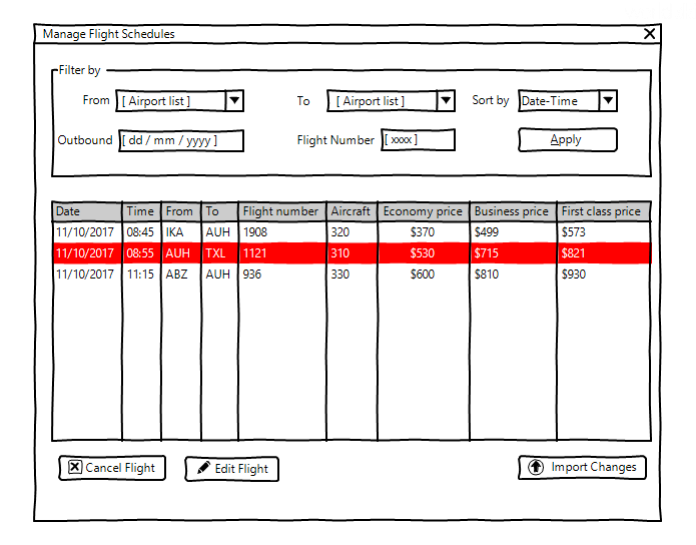 Manage Flight Schedules X
Filter by
From [ Airport list ] To [ Airport list ] Sort by Date-Time
Outbound [ dd / mm / yyyy ] Flight Number [ xxxx ] Apply
Date Time From To Flight number Aircraft Economy price Business price First class price
11/10/2017 08:45 IKA AUH 1908 320 $370 $499 $573
11/10/2017 08:55 AUH TXL 1121 310 $530 $715 $821
11/10/2017 11:15 ABZ AUH 936 330 $600 $810 $930
Cancel Flight Edit Flight Import Changes